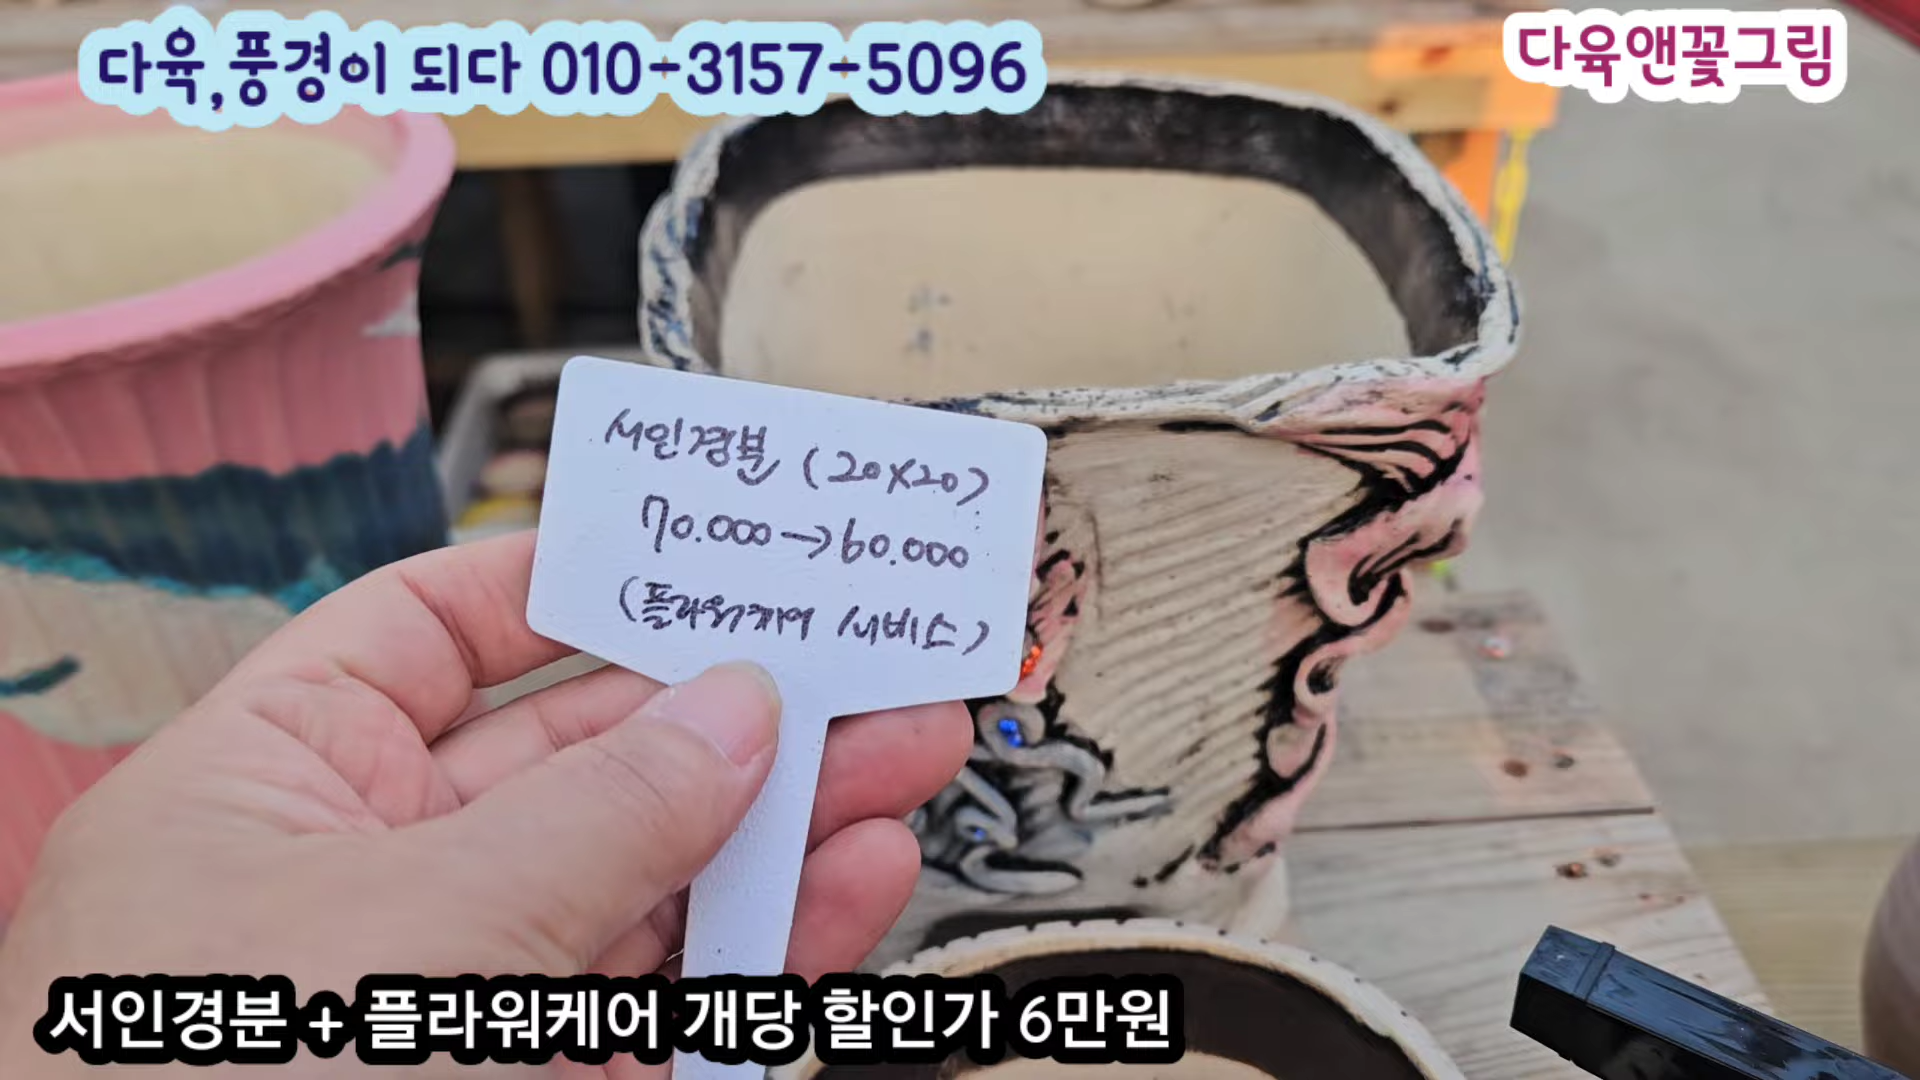 다육,풍경이 되다 010-3157-5096
다육앤꽃그림
서인경분 (20x20)
70.000→60.000
(플라워케어 서비스)
서인경분 + 플라워케어 개당 할인가 6만원